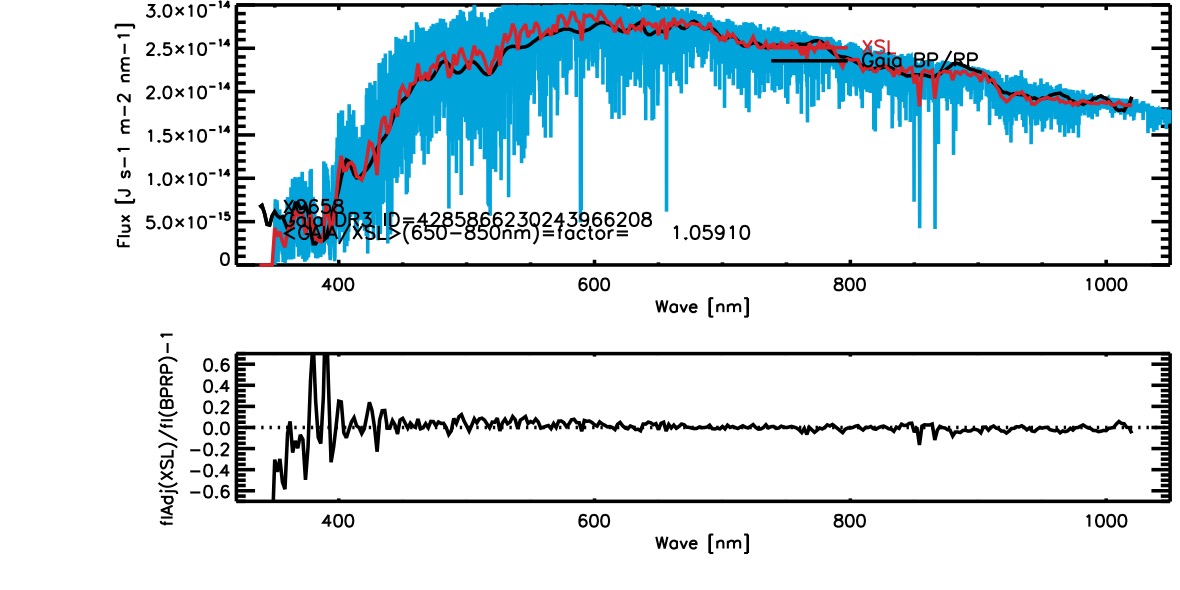 3.0×10⁻¹⁴
2.5×10⁻¹⁴
2.0×10⁻¹⁴
1.5×10⁻¹⁴
1.0×10⁻¹⁴
5.0×10⁻¹⁵
0
Flux [J s−1 m−2 nm−1]
XSL
Gaia BP/RP
X0658
Gaia DR3 ID=4285866230243966208
<GAIA/XSL>(650−850nm)=factor= 1.05910
400 600 800 1000
Wave [nm]
flAdj(XSL)/fl(BPRP)−1
0.6
0.4
0.2
0.0
−0.2
−0.4
−0.6
400 600 800 1000
Wave [nm]